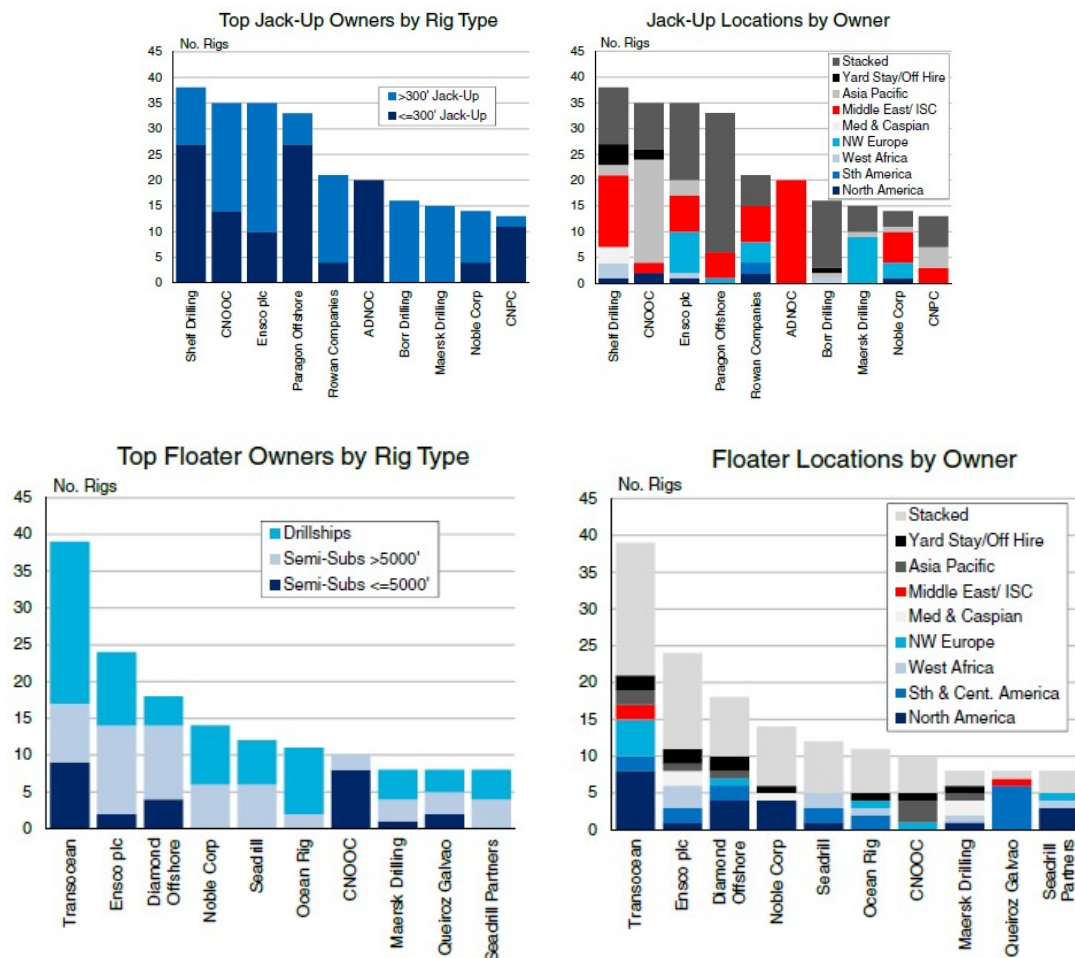 Top Jack-Up Owners by Rig Type
No. Rigs
45
40
35
30
25
20
15
10
5
0
>300' Jack-Up
<=300' Jack-Up
Shelf Drilling
CNOOC
Ensco plc
Paragon Offshore
Rowan Companies
ADNOC
Borr Drilling
Maersk Drilling
Noble Corp
CNPC
Jack-Up Locations by Owner
No. Rigs
45
40
35
30
25
20
15
10
5
0
Stacked
Yard Stay/Off Hire
Asia Pacific
Middle East/ ISC
Med & Caspian
NW Europe
West Africa
Sth America
North America
Shelf Drilling
CNOOC
Ensco plc
Paragon Offshore
Rowan Companies
ADNOC
Borr Drilling
Maersk Drilling
Noble Corp
CNPC
Top Floater Owners by Rig Type
No. Rigs
45
40
35
30
25
20
15
10
5
0
Drillships
Semi-Subs >5000'
Semi-Subs <=5000'
Transocean
Ensco plc
Diamond
Offshore
Noble Corp
Seadrill
Ocean Rig
CNOOC
Maersk Drilling
Queiroz Galvao
Seadrill Partners
Floater Locations by Owner
No. Rigs
45
40
35
30
25
20
15
10
5
0
Stacked
Yard Stay/Off Hire
Asia Pacific
Middle East/ ISC
Med & Caspian
NW Europe
West Africa
Sth & Cent. America
North America
Transocean
Ensco plc
Diamond
Offshore
Noble Corp
Seadrill
Ocean Rig
CNOOC
Maersk Drilling
Queiroz Galvao
Seadrill
Partners